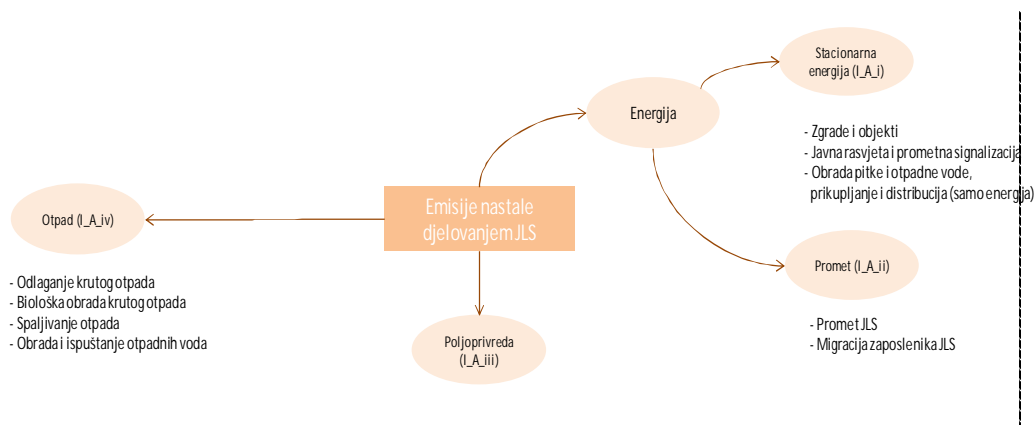 Stacionarna
energija (I_A_i)
Energija
- Zgrade i objekti
- Javna rasvjeta i prometna signalizacija
- Obrada pitke i otpadne vode,
prikupljanje i distribucija (samo energija)
Emisije nastale
djelovanjem JLS
Otpad (I_A_iv)
- Odlaganje krutog otpada
- Biološka obrada krutog otpada
- Spaljivanje otpada
- Obrada i ispuštanje otpadnih voda
Promet (I_A_ii)
- Promet JLS
- Migracija zaposlenika JLS
Poljoprivreda
(I_A_iii)